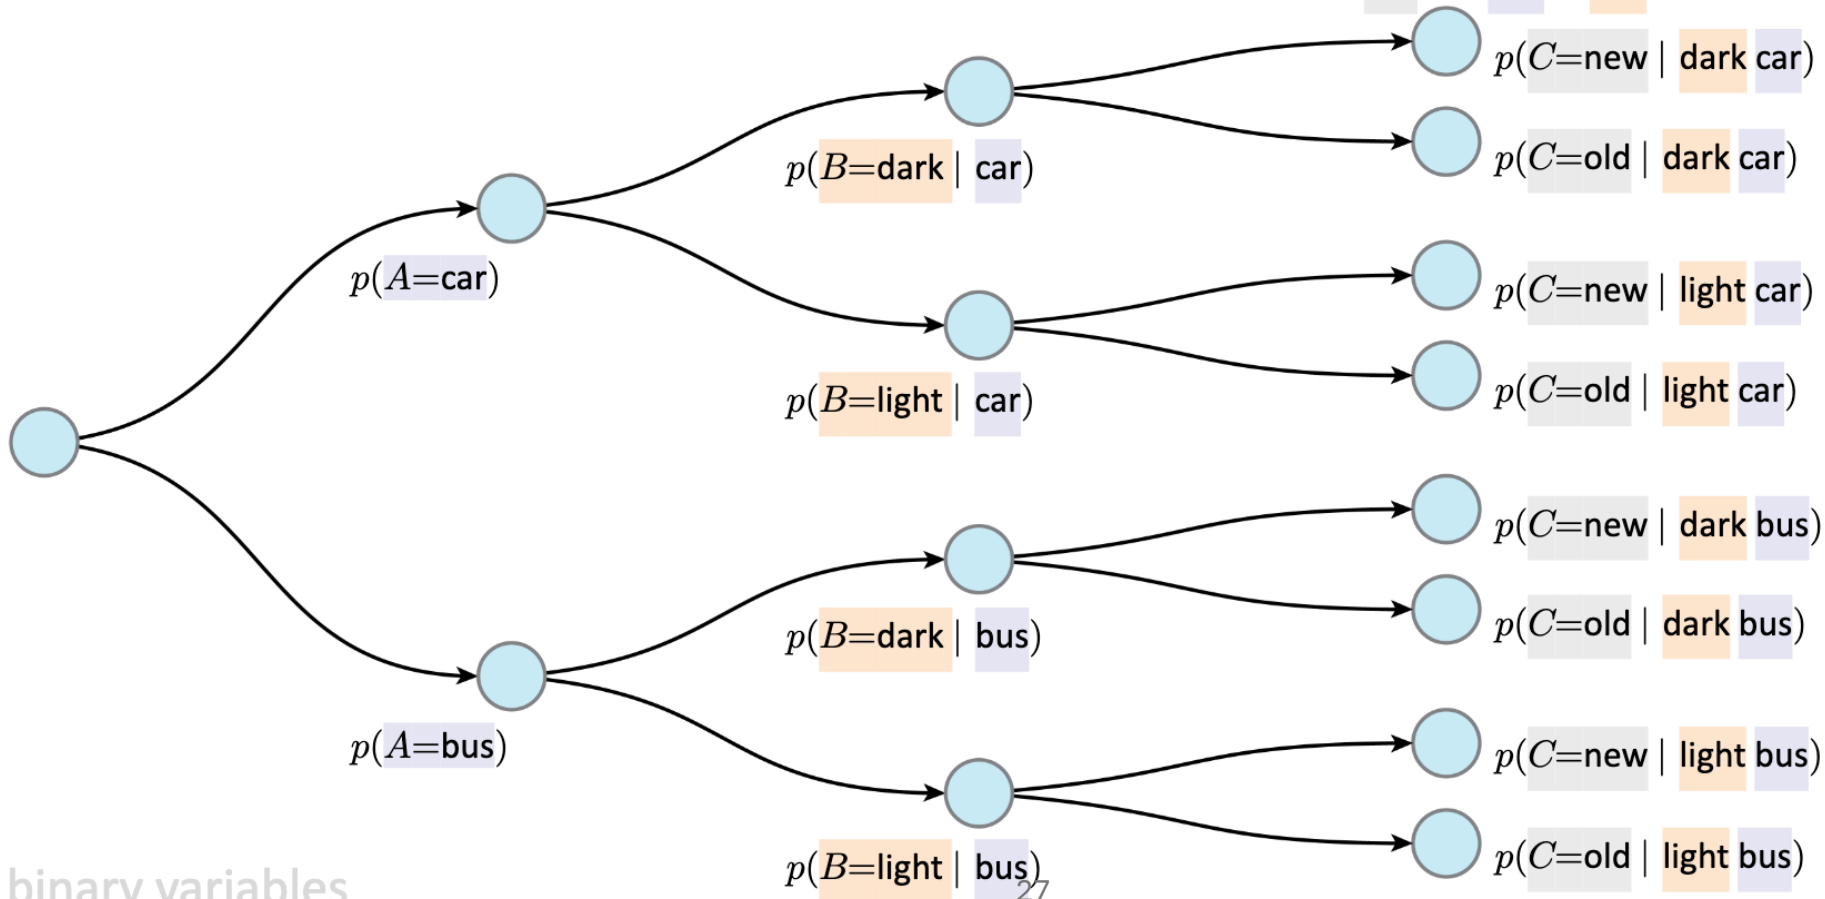 p(C=new | dark car)
p(C=old | dark car)
p(B=dark | car)
p(A=car)
p(C=new | light car)
p(C=old | light car)
p(B=light | car)
p(C=new | dark bus)
p(C=old | dark bus)
p(B=dark | bus)
p(A=bus)
p(C=new | light bus)
p(C=old | light bus)
p(B=light | bus)
binary variables
27